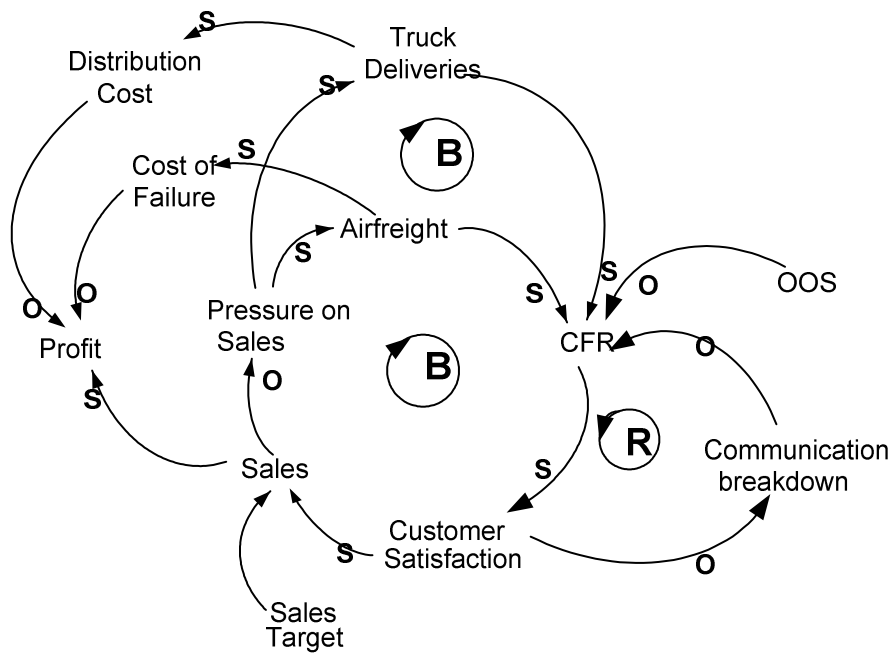 S
Truck
Deliveries
Distribution
Cost
S
B
S
Cost of
Failure
Airfreight
S
S
S
O
OOS
O
O
Pressure on
Sales
CFR
O
Profit
B
O
S
R
Communication
breakdown
Sales
S
Customer
Satisfaction
S
O
Sales
Target